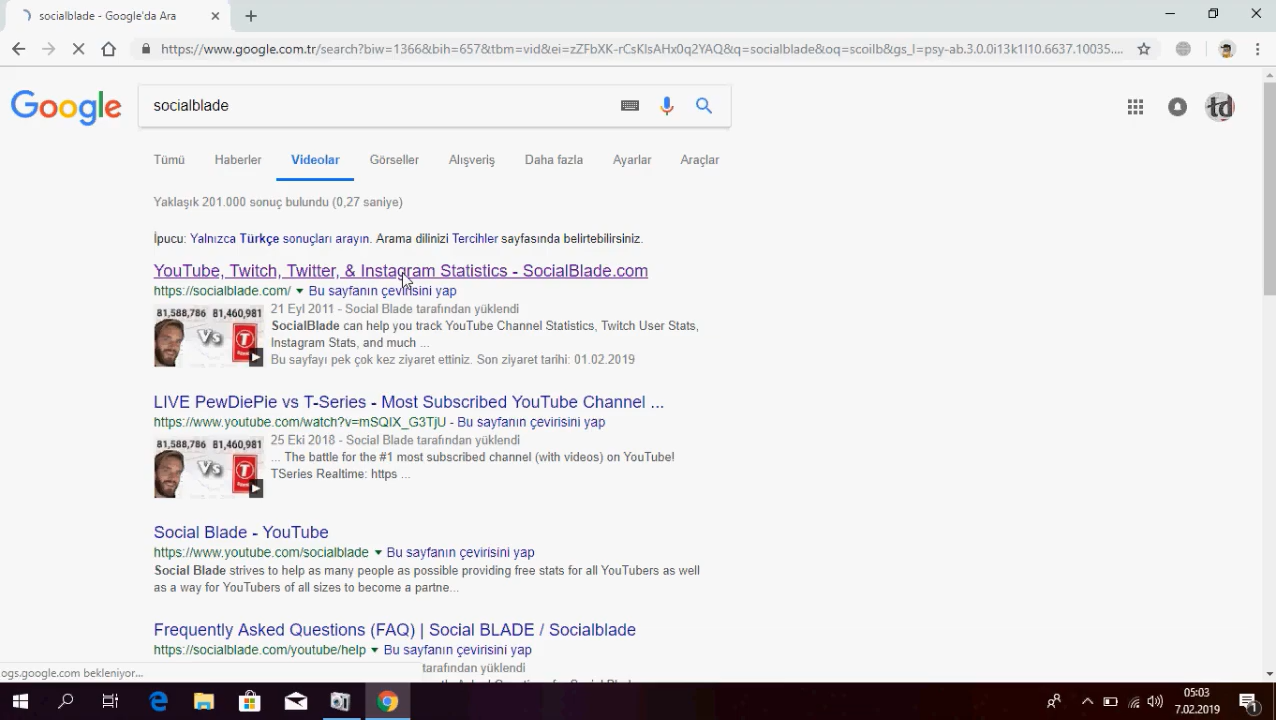 socialblade - Google'da Ara
https://www.google.com.tr/search?biw=1366&bih=657&tbm=vid&ei=zZFbXK-rCsKlsAHx0q2YAQ&q=socialblade&oq=scoilb&gs_l=psy-ab.3.0.0i13k1l10.6637.10035....
Google
socialblade
td
Tümü Haberler Videolar Görseller Alışveriş Daha fazla Ayarlar Araçlar
Yaklaşık 201.000 sonuç bulundu (0,27 saniye)
İpucu: Yalnızca Türkçe sonuçları arayın. Arama dilinizi Tercihler sayfasında belirtebilirsiniz.
YouTube, Twitch, Twitter, & Instagram Statistics - SocialBlade.com
https://socialblade.com/ Bu sayfanın çevirisini yap
21 Eyl 2011 - Social Blade tarafından yüklendi
81,588,786 81,460,981
Vs
SocialBlade can help you track YouTube Channel Statistics, Twitch User Stats,
Instagram Stats, and much ...
Bu sayfayı pek çok kez ziyaret ettiniz. Son ziyaret tarihi: 01.02.2019
LIVE PewDiePie vs T-Series - Most Subscribed YouTube Channel ...
https://www.youtube.com/watch?v=mSQIX_G3TjU - Bu sayfanın çevirisini yap
25 Eki 2018 - Social Blade tarafından yüklendi
81,588,786 81,460,981
Vs
... The battle for the #1 most subscribed channel (with videos) on YouTube!
TSeries Realtime: https ...
Social Blade - YouTube
https://www.youtube.com/socialblade Bu sayfanın çevirisini yap
Social Blade strives to help as many people as possible providing free stats for all YouTubers as well
as a way for YouTubers of all sizes to become a partne...
Frequently Asked Questions (FAQ) | Social BLADE / Socialblade
https://socialblade.com/youtube/help Bu sayfanın çevirisini yap
tarafından yüklendi
ogs.google.com bekleniyor...
05:03
7.02.2019
1